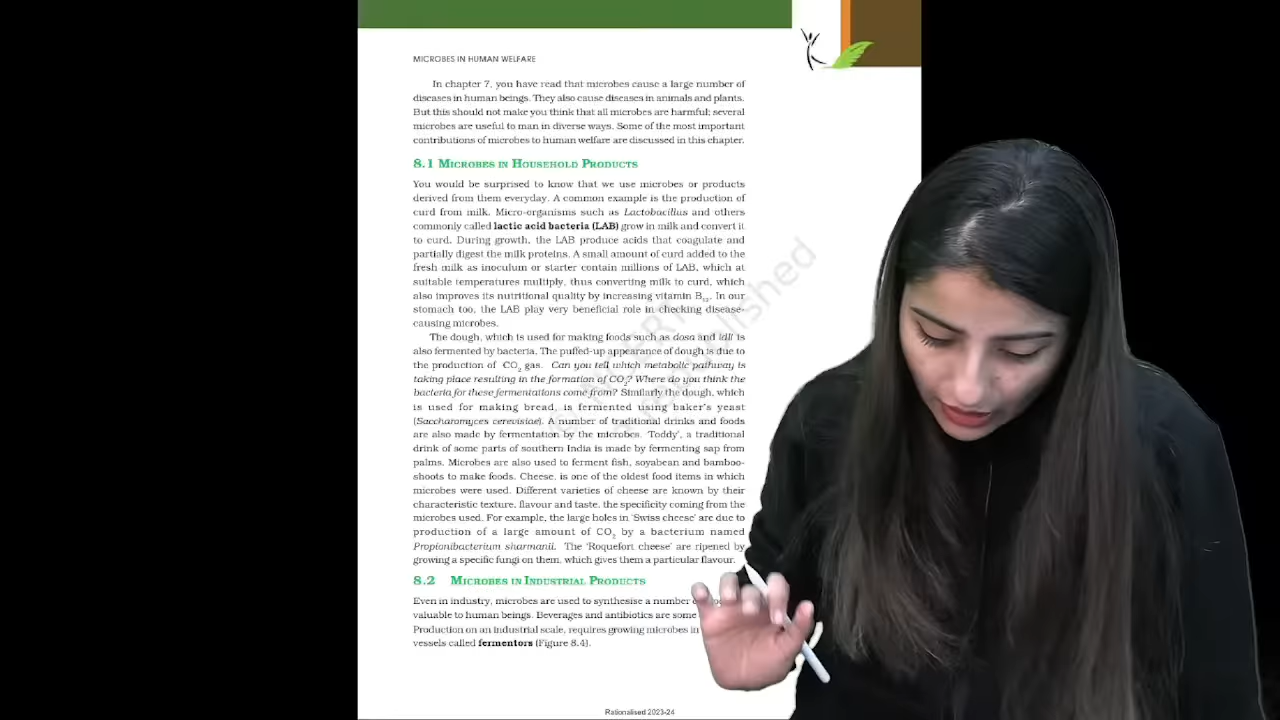 MICROBES IN HUMAN WELFARE
In chapter 7, you have read that microbes cause a large number of
diseases in human beings. They also cause diseases in animals and plants.
But this should not make you think that all microbes are harmful; several
microbes are useful to man in diverse ways. Some of the most important
contributions of microbes to human welfare are discussed in this chapter.
8.1 MICROBES IN HOUSEHOLD PRODUCTS
You would be surprised to know that we use microbes or products
derived from them everyday. A common example is the production of
curd from milk. Micro-organisms such as Lactobacillus and others
commonly called lactic acid bacteria (LAB) grow in milk and convert it
to curd. During growth, the LAB produce acids that coagulate and
partially digest the milk proteins. A small amount of curd added to the
fresh milk as inoculum or starter contain millions of LAB, which at
suitable temperatures multiply, thus converting milk to curd, which
also improves its nutritional quality by increasing vitamin B12. In our
stomach too, the LAB play very beneficial role in checking disease-
causing microbes.
The dough, which is used for making foods such as dosa and idli is
also fermented by bacteria. The puffed-up appearance of dough is due to
the production of CO2 gas. Can you tell which metabolic pathway is
taking place resulting in the formation of CO2? Where do you think the
bacteria for these fermentations come from? Similarly the dough, which
is used for making bread, is fermented using baker's yeast
(Saccharomyces cerevisiae). A number of traditional drinks and foods
are also made by fermentation by the microbes. 'Toddy', a traditional
drink of some parts of southern India is made by fermenting sap from
palms. Microbes are also used to ferment fish, soyabean and bamboo-
shoots to make foods. Cheese, is one of the oldest food items in which
microbes were used. Different varieties of cheese are known by their
characteristic texture, flavour and taste, the specificity coming from the
microbes used. For example, the large holes in 'Swiss cheese' are due to
production of a large amount of CO2 by a bacterium named
Propionibacterium sharmanii. The 'Roquefort cheese' are ripened by
growing a specific fungi on them, which gives them a particular flavour.
8.2 MICROBES IN INDUSTRIAL PRODUCTS
Even in industry, microbes are used to synthesise a number
valuable to human beings. Beverages and antibiotics are some
Production on an industrial scale, requires growing microbes in
vessels called fermentors (Figure 8.4).
Rationalised 2023-24